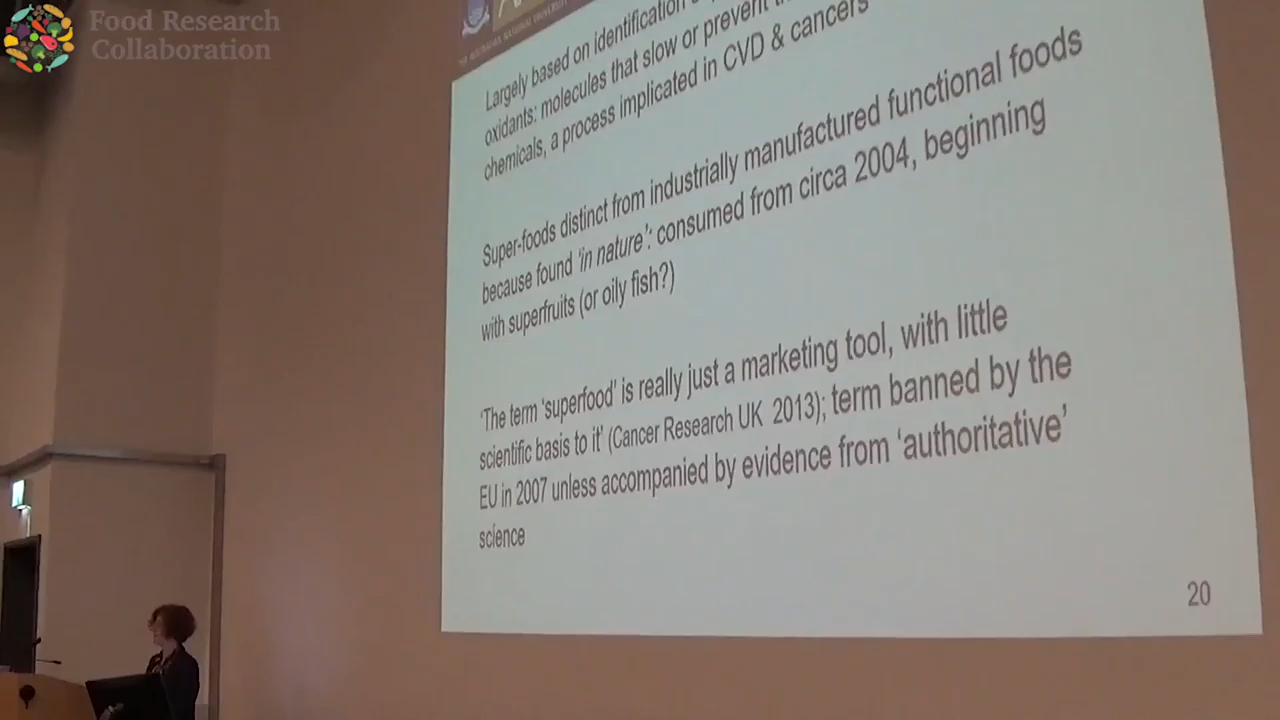 Food Research
Collaboration
Largely based on identification
oxidants: molecules that slow or prevent
chemicals, a process implicated in CVD & cancers
Super-foods distinct from industrially manufactured functional foods
because found 'in nature': consumed from circa 2004, beginning
with superfruits (or oily fish?)
'The term 'superfood' is really just a marketing tool, with little
scientific basis to it' (Cancer Research UK 2013); term banned by the
EU in 2007 unless accompanied by evidence from 'authoritative'
science
20